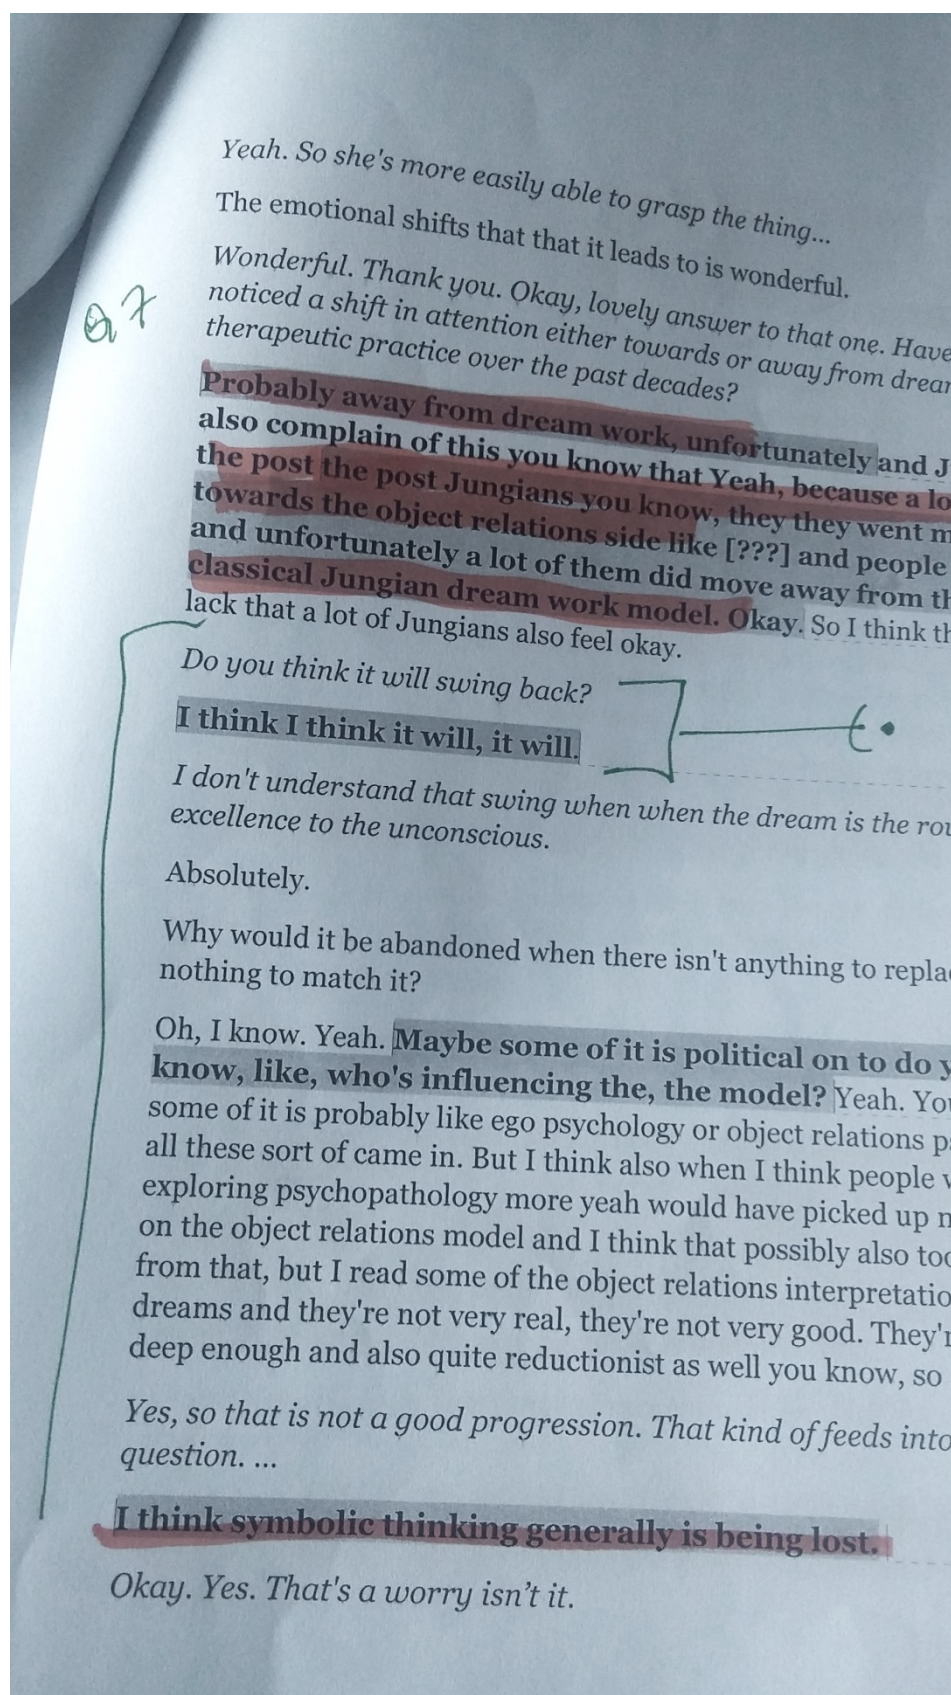 Yeah. So she's more easily able to grasp the thing...
The emotional shifts that that it leads to is wonderful.
Wonderful. Thank you. Okay, lovely answer to that one. Have
noticed a shift in attention either towards or away from drear
therapeutic practice over the past decades?
Probably away from dream work, unfortunately and J
also complain of this you know that Yeah, because a lo
the post the post Jungians you know, they they went m
towards the object relations side like [???] and people
and unfortunately a lot of them did move away from th
classical Jungian dream work model. Okay. So I think th
lack that a lot of Jungians also feel okay.
Do you think it will swing back?
I think I think it will, it will.
I don't understand that swing when when the dream is the rou
excellence to the unconscious.
Absolutely.
Why would it be abandoned when there isn't anything to repla
nothing to match it?
Oh, I know. Yeah. Maybe some of it is political on to do y
know, like, who's influencing the, the model? Yeah. You
some of it is probably like ego psychology or object relations p
all these sort of came in. But I think also when I think people
exploring psychopathology more yeah would have picked up
on the object relations model and I think that possibly also too
from that, but I read some of the object relations interpretatio
dreams and they're not very real, they're not very good. They'r
deep enough and also quite reductionist as well you know, so
Yes, so that is not a good progression. That kind of feeds into
question. ...
I think symbolic thinking generally is being lost.
Okay. Yes. That's a worry isn't it.